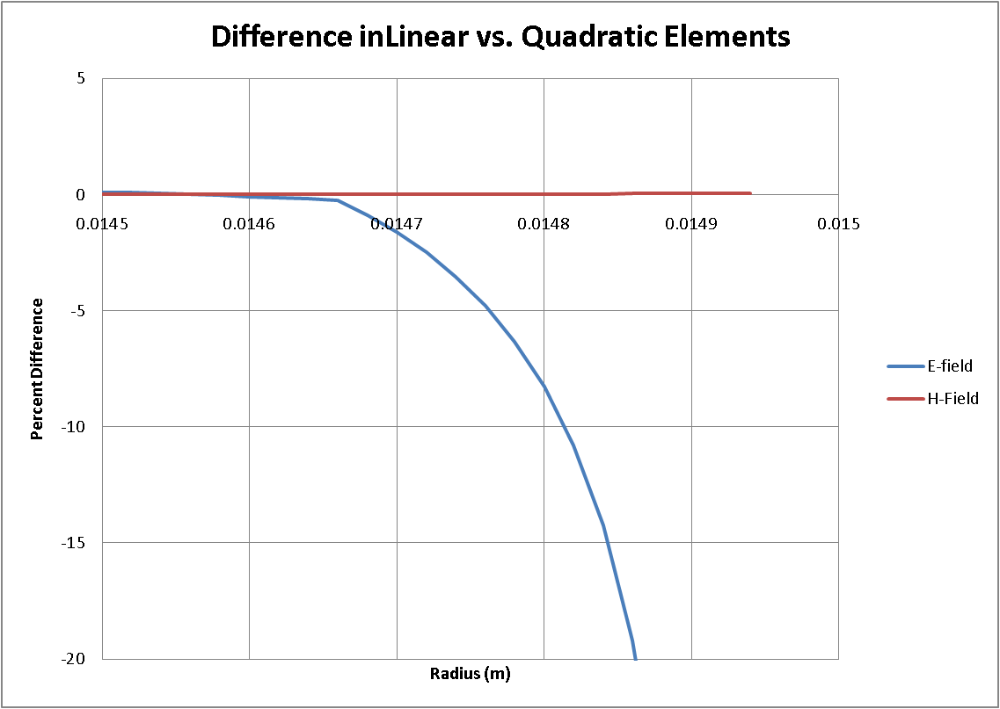 Difference inLinear vs. Quadratic Elements
5
0
0.0145 0.0146 0.0147 0.0148 0.0149 0.015
-5
-10
-15
-20
Percent Difference
Radius (m)
E-field
H-Field